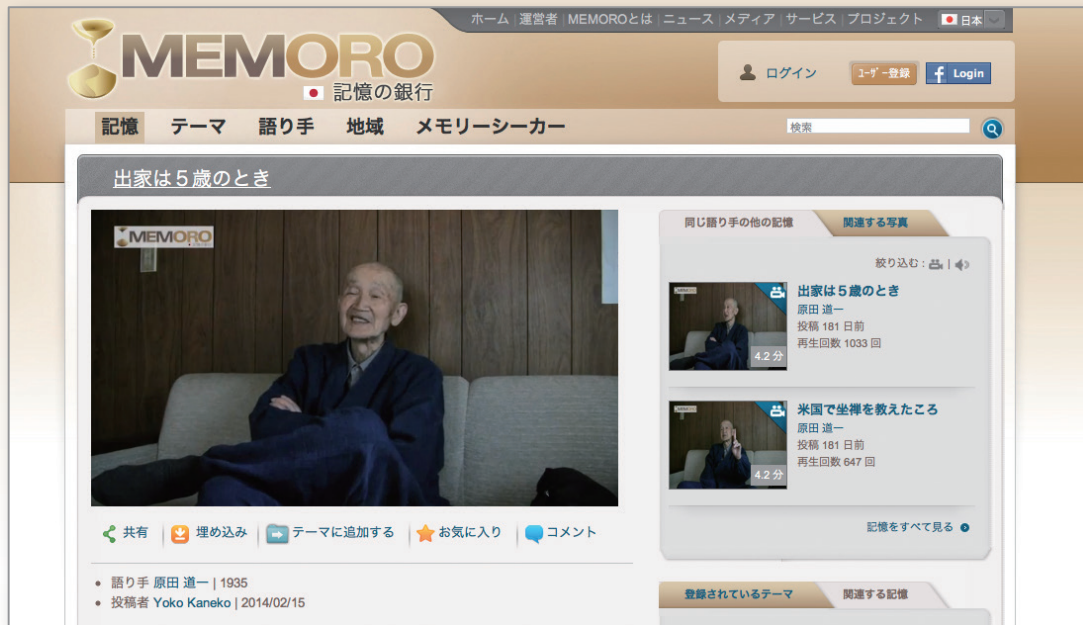 ホーム | 運営者 | MEMOROとは | ニュース | メディア | サービス | プロジェクト 日本
MEMORO
記憶の銀行
ログイン ユーザー登録 f Login
記憶 テーマ 語り手 地域 メモリーシーカー 検索
出家は5歳のとき
MEMORO
同じ語り手の他の記憶 関連する写真
絞り込む : |
出家は5歳のとき
原田 道一
投稿 181 日前
再生回数 1033 回
4.2 分
米国で坐禅を教えたころ
原田 道一
投稿 181 日前
再生回数 647 回
4.2 分
記憶をすべて見る
共有 埋め込み テーマに追加する お気に入り コメント
• 語り手 原田 道一 | 1935
• 投稿者 Yoko Kaneko | 2014/02/15
登録されているテーマ 関連する記憶